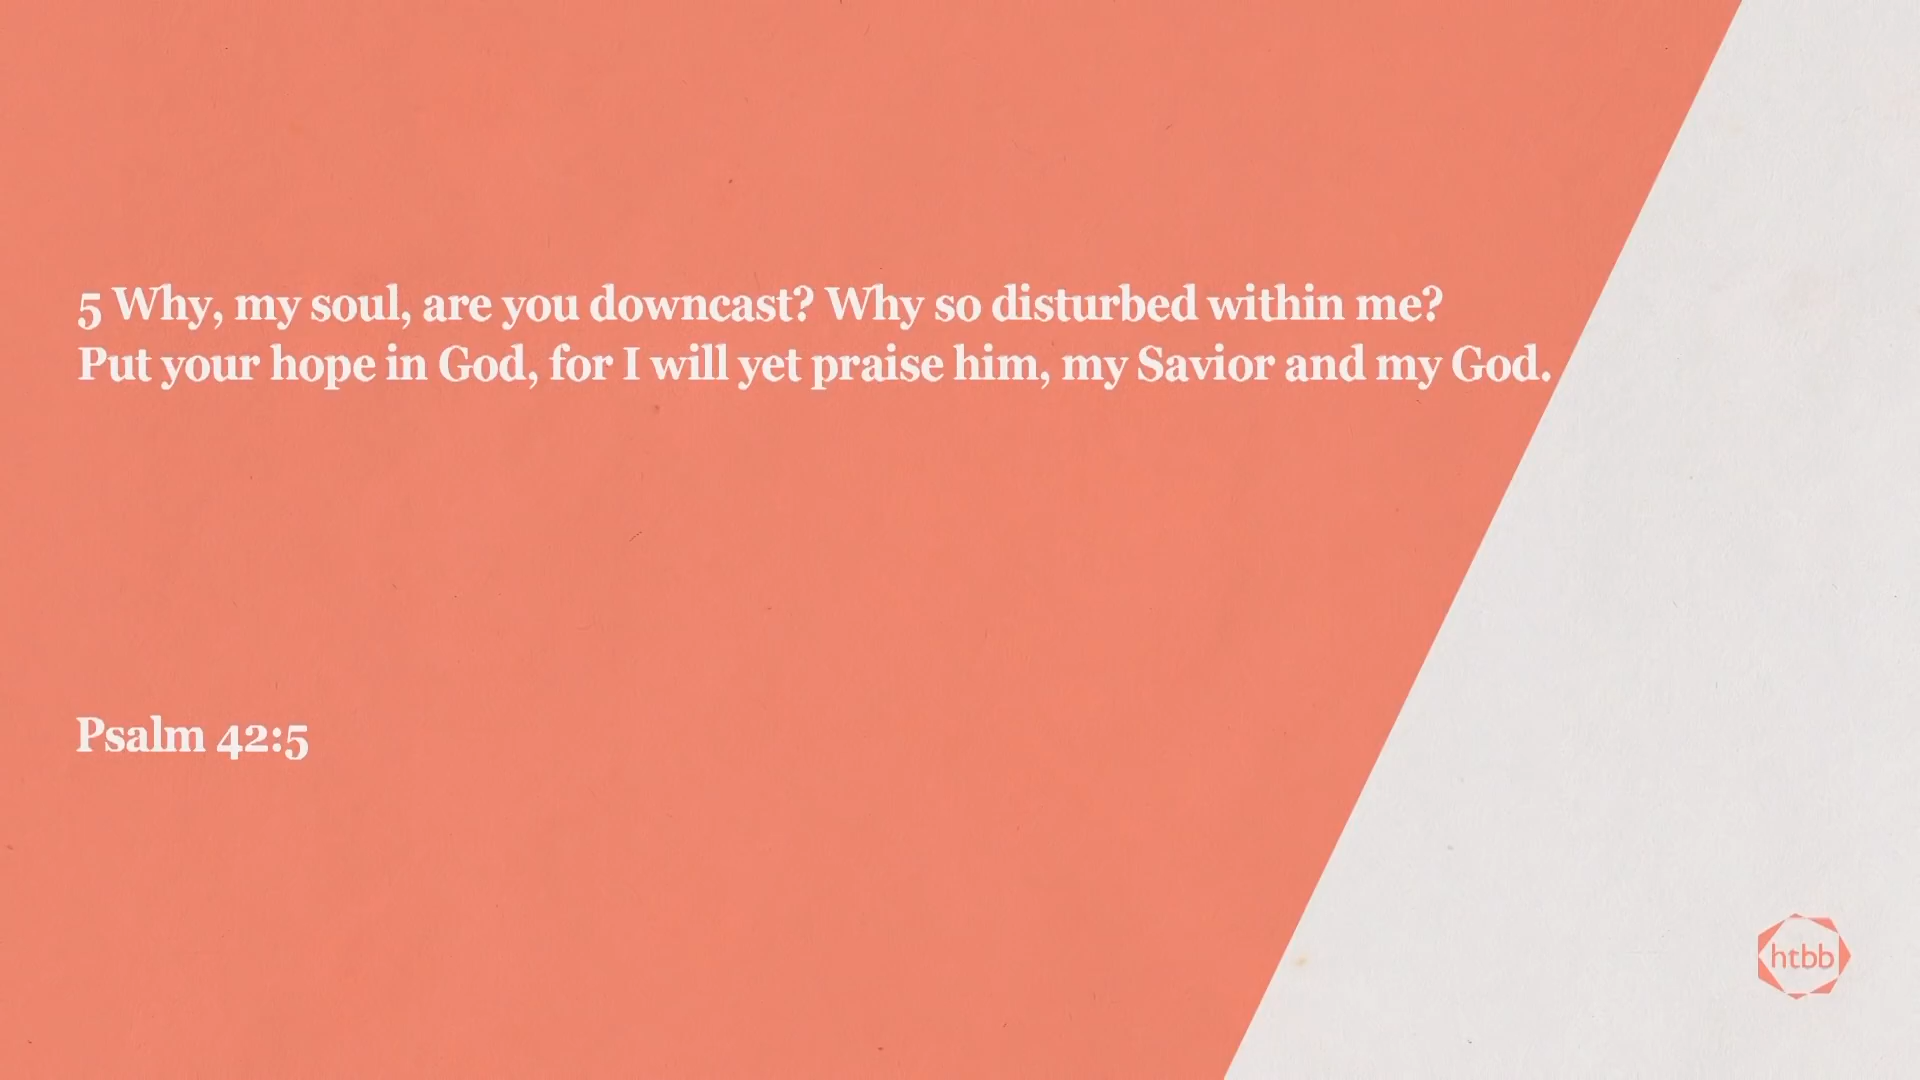 5 Why, my soul, are you downcast? Why so disturbed within me?
Put your hope in God, for I will yet praise him, my Savior and my God.
Psalm 42:5
htbb